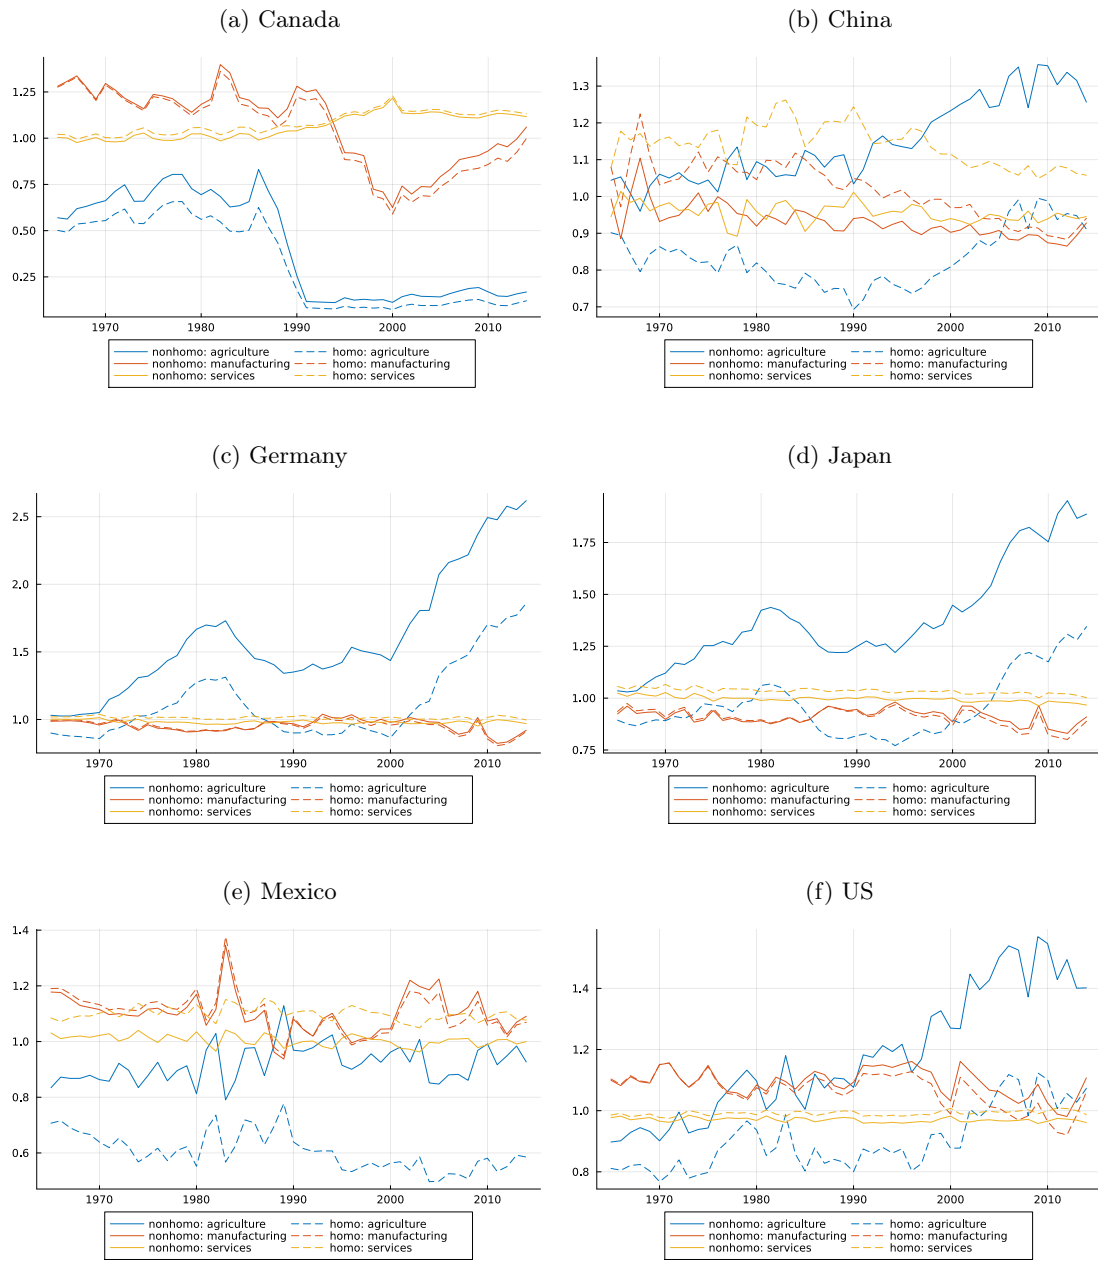 (a) Canada
(b) China
1.25
1.00
0.75
0.50
0.25
1970 1980 1990 2000 2010
nonhomo: agriculture homo: agriculture
nonhomo: manufacturing homo: manufacturing
nonhomo: services homo: services
1.3
1.2
1.1
1.0
0.9
0.8
0.7
1970 1980 1990 2000 2010
nonhomo: agriculture homo: agriculture
nonhomo: manufacturing homo: manufacturing
nonhomo: services homo: services
(c) Germany
(d) Japan
2.5
2.0
1.5
1.0
1970 1980 1990 2000 2010
nonhomo: agriculture homo: agriculture
nonhomo: manufacturing homo: manufacturing
nonhomo: services homo: services
1.75
1.50
1.25
1.00
0.75
1970 1980 1990 2000 2010
nonhomo: agriculture homo: agriculture
nonhomo: manufacturing homo: manufacturing
nonhomo: services homo: services
(e) Mexico
(f) US
1.4
1.2
1.0
0.8
0.6
1970 1980 1990 2000 2010
nonhomo: agriculture homo: agriculture
nonhomo: manufacturing homo: manufacturing
nonhomo: services homo: services
1.4
1.2
1.0
0.8
1970 1980 1990 2000 2010
nonhomo: agriculture homo: agriculture
nonhomo: manufacturing homo: manufacturing
nonhomo: services homo: services